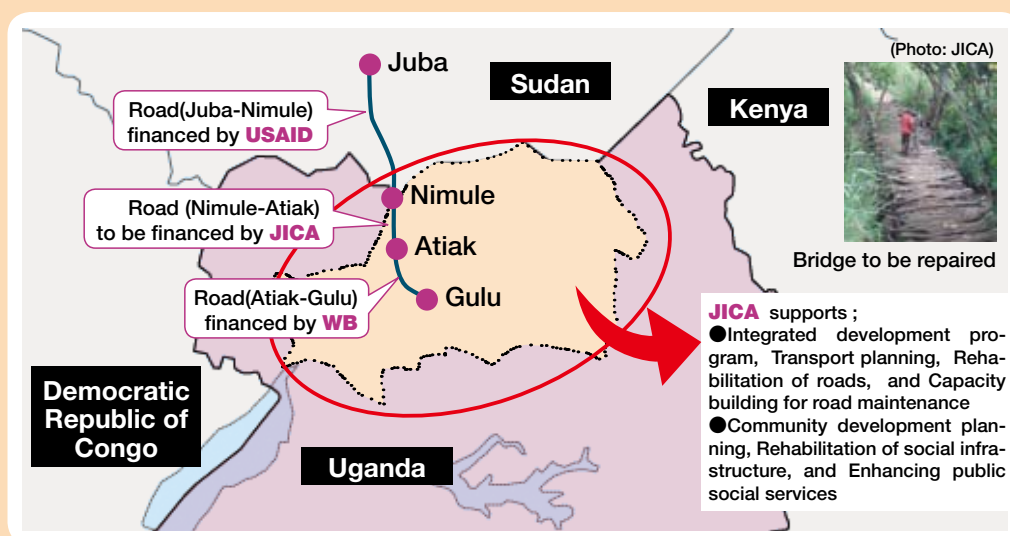 (Photo: JICA)
Juba
Sudan
Kenya
Road(Juba-Nimule)
financed by USAID
Nimule
Road (Nimule-Atiak)
to be financed by JICA
Atiak
Bridge to be repaired
Road(Atiak-Gulu)
financed by WB
Gulu
JICA supports ;
●Integrated development pro-
gram, Transport planning, Reha-
bilitation of roads, and Capacity
building for road maintenance
●Community development plan-
ning, Rehabilitation of social infra-
structure, and Enhancing public
social services
Democratic
Republic of
Congo
Uganda